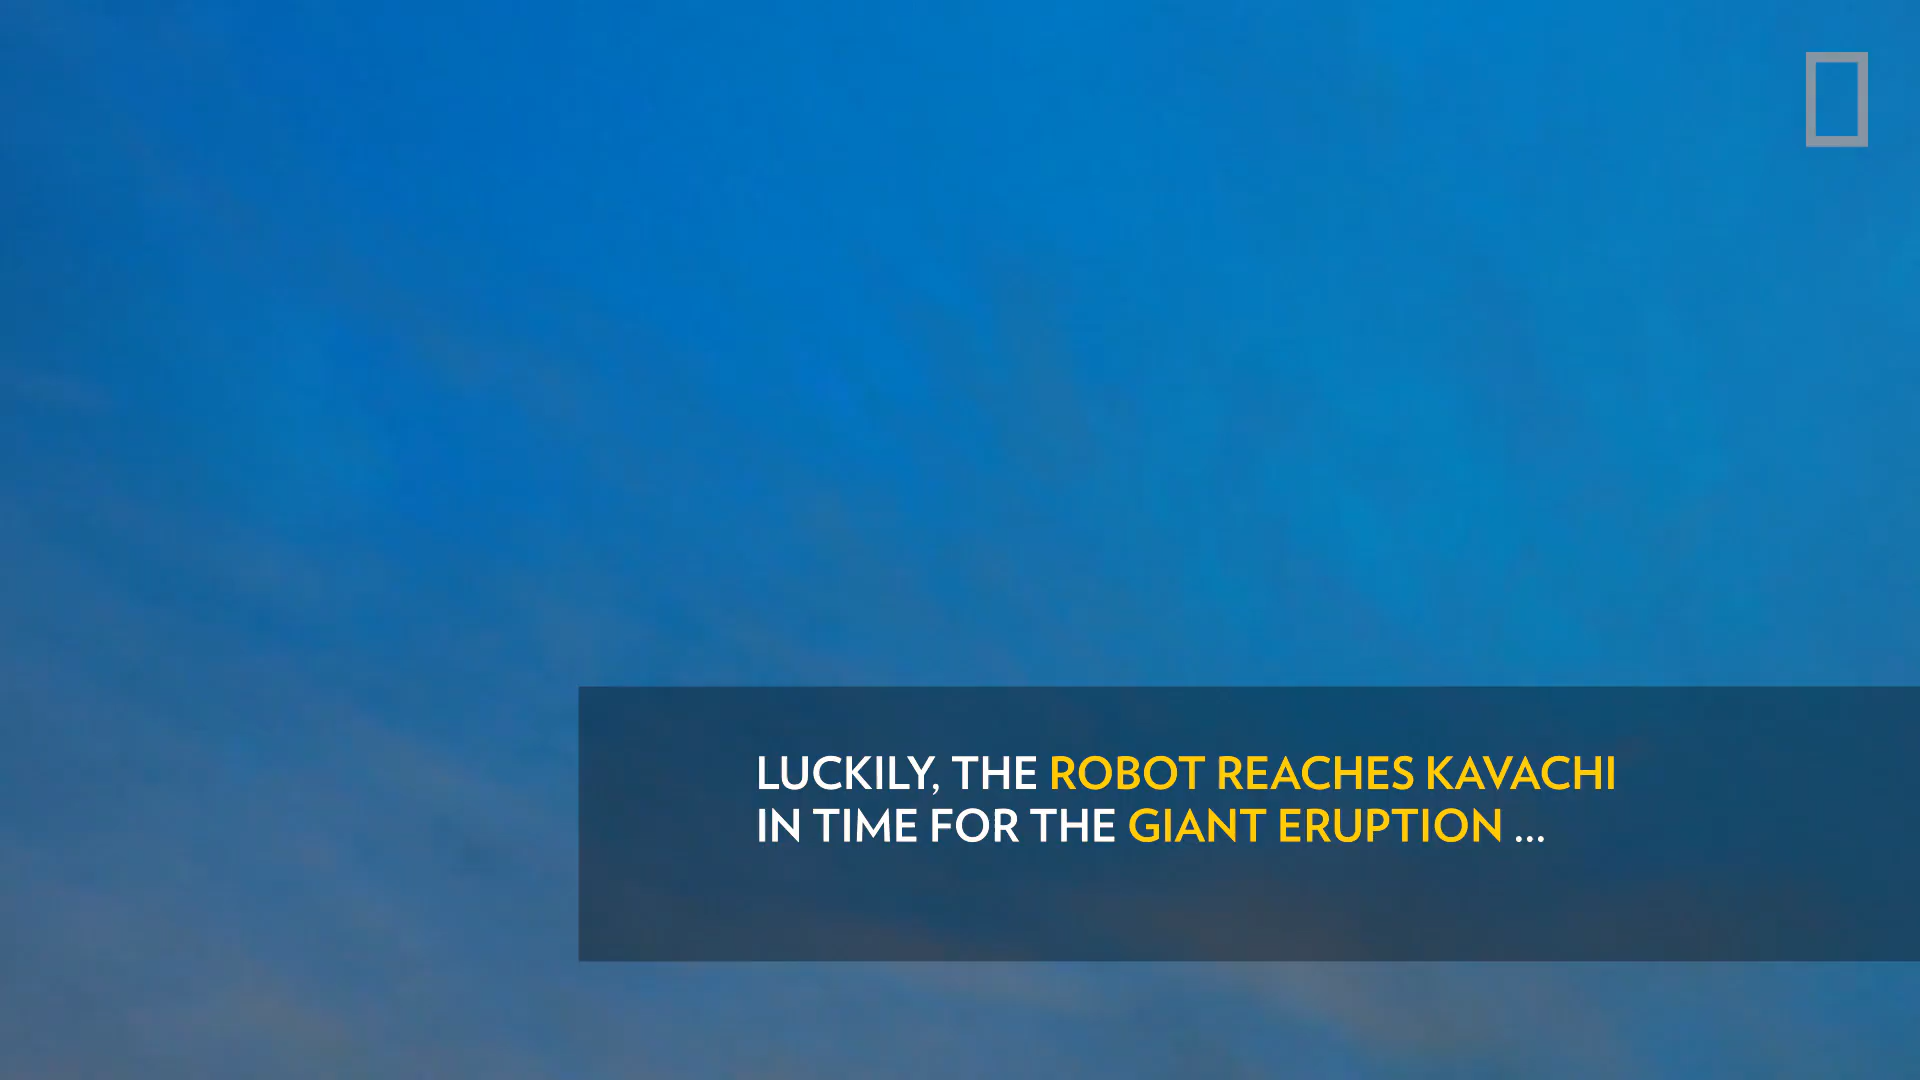 LUCKILY, THE ROBOT REACHES KAVACHI
IN TIME FOR THE GIANT ERUPTION ...